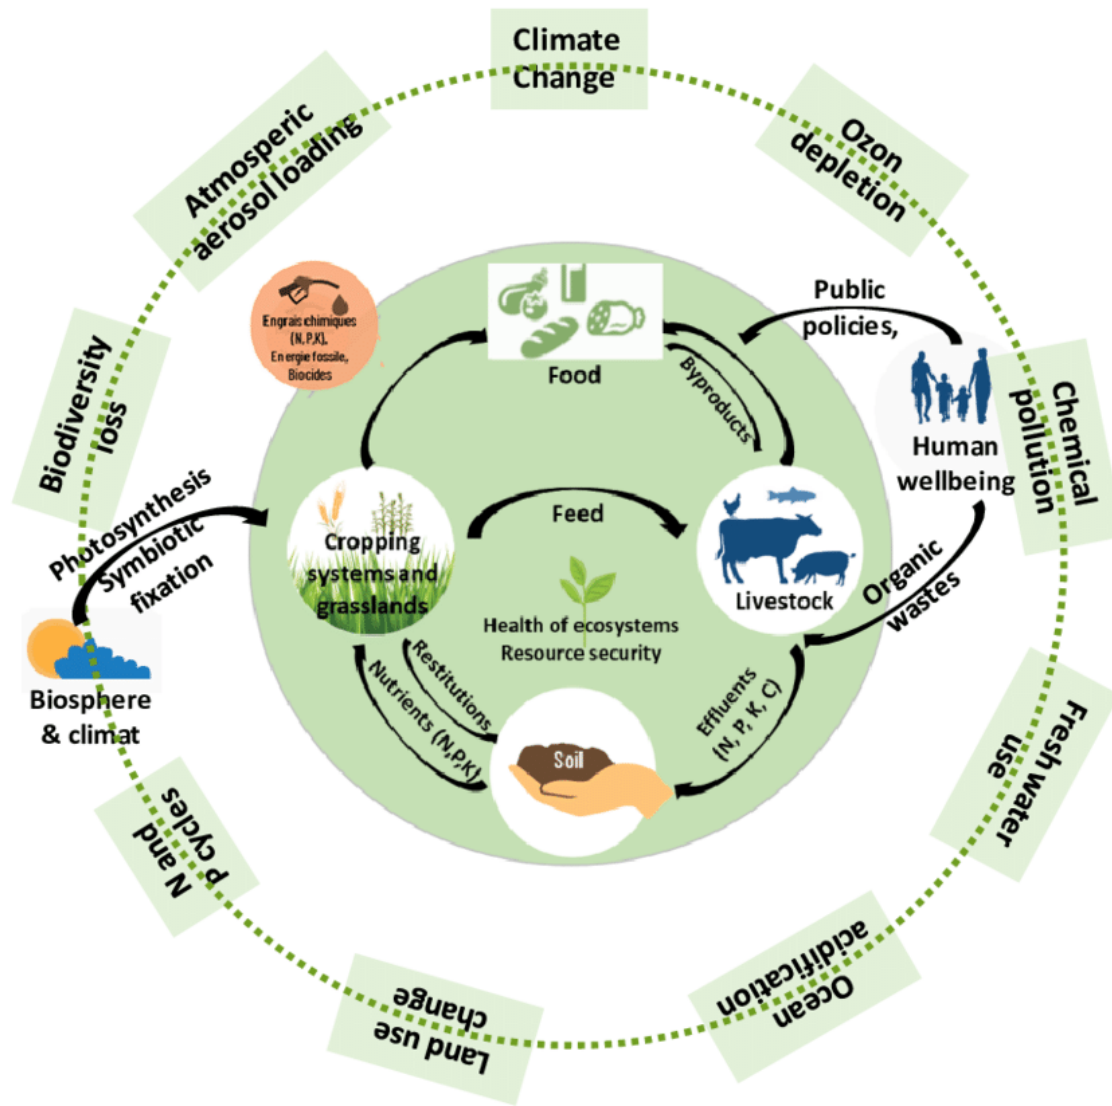 Climate
Change
Ozon
depletion
Atmosperic
aerosol loading
Biodiversity
loss
Chemical
pollution
Fresh water
use
Ocean
acidification
Land use
change
N and
P cycles
Engrais chimiques
(N, P,K),
Energie fossile,
Biocides
Food
Byproducts
Public
policies,
Human
wellbeing
Organic
wastes
Photosynthesis
Symbiotic
fixation
Biosphere
& climat
Cropping
systems and
grasslands
Feed
Livestock
Health of ecosystems
Resource security
Restitutions
Nutrients (N,P,K)
Effluents
(N, P, K, C)
Soil